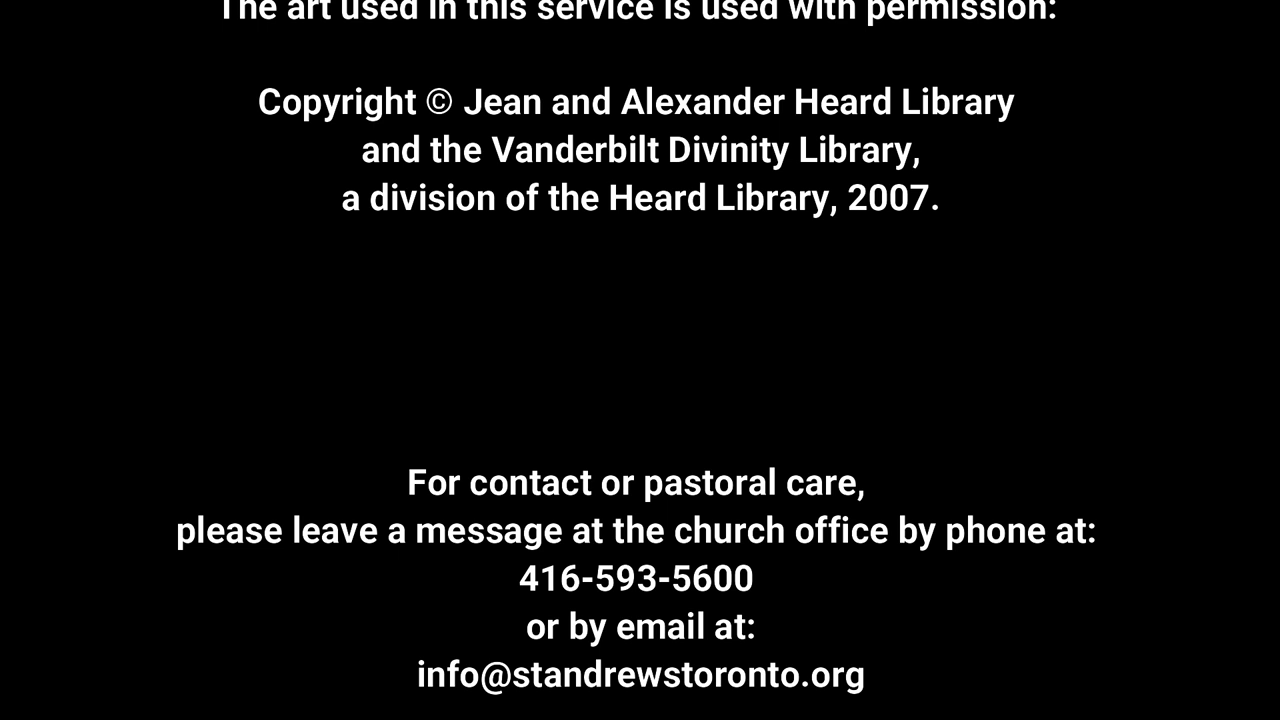 The art used in this service is used with permission:
Copyright © Jean and Alexander Heard Library
and the Vanderbilt Divinity Library,
a division of the Heard Library, 2007.
For contact or pastoral care,
please leave a message at the church office by phone at:
416-593-5600
or by email at:
info@standrewstoronto.org